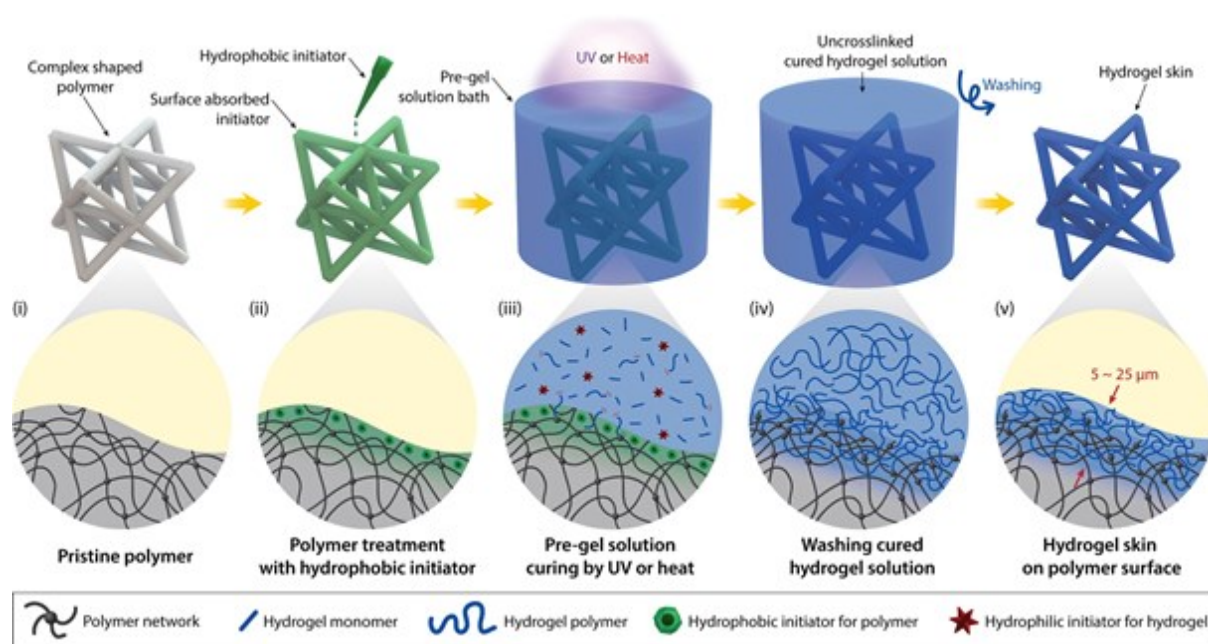 Complex shaped
polymer
Hydrophobic initiator
Surface absorbed
initiator
Pre-gel
solution bath
UV or Heat
Uncrosslinked
cured hydrogel solution
Washing
Hydrogel skin
(i)
(ii)
(iii)
(iv)
(v)
5 ~ 25 μm
Pristine polymer
Polymer treatment
with hydrophobic initiator
Pre-gel solution
curing by UV or heat
Washing cured
hydrogel solution
Hydrogel skin
on polymer surface
Polymer network
Hydrogel monomer
Hydrogel polymer
Hydrophobic initiator for polymer
Hydrophilic initiator for hydrogel